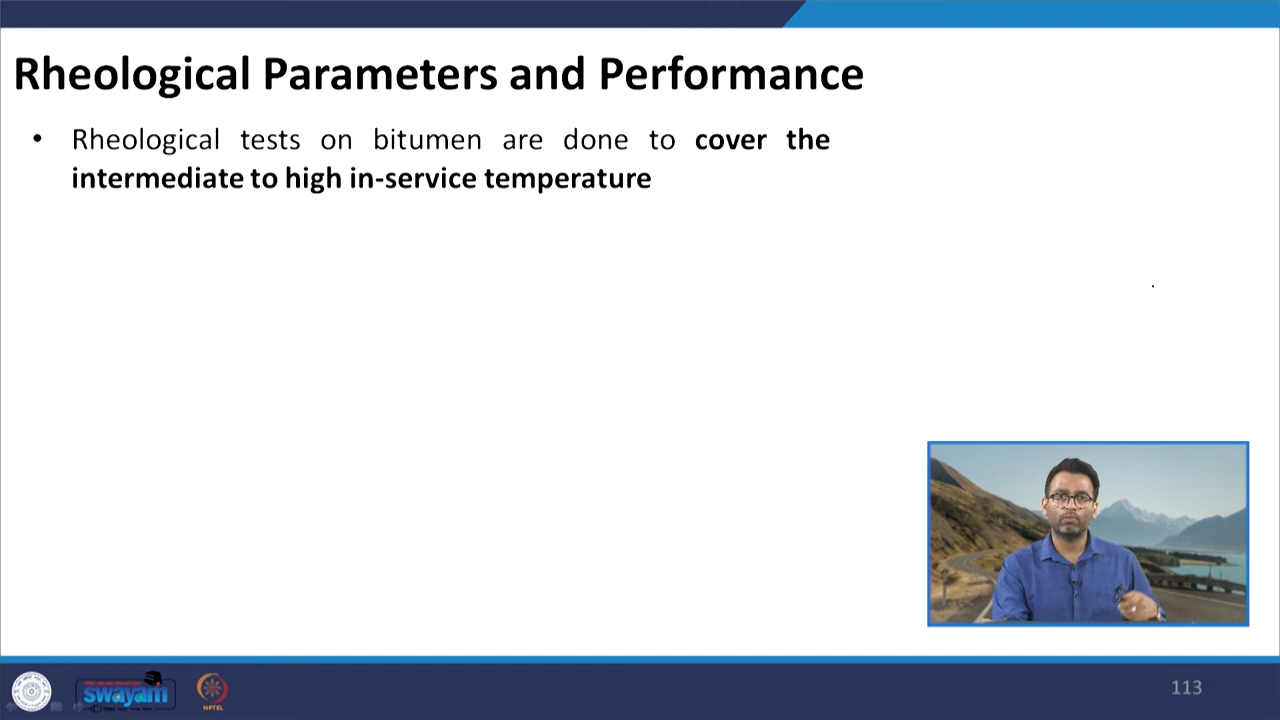 Rheological Parameters and Performance
• Rheological tests on bitumen are done to cover the
intermediate to high in-service temperature
swayam
NPTEL
113